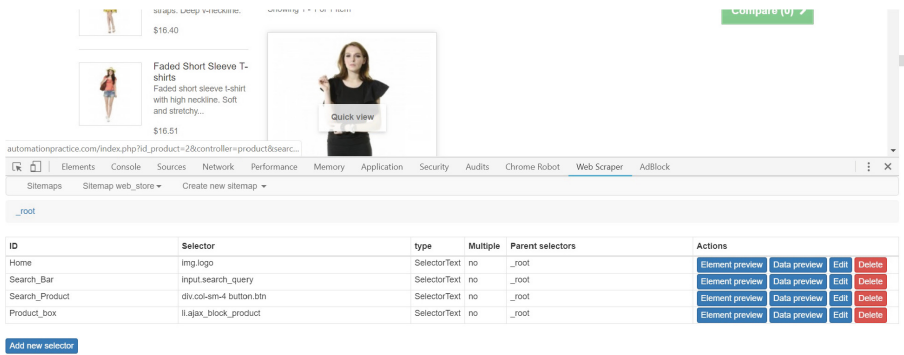 straps. Deep v-neckline.
$16.40
Showing 1 - 1 of 1 item
Compare (0)
Faded Short Sleeve T-
shirts
Faded short sleeve t-shirt
with high neckline. Soft
and stretchy...
$16.51
Quick view
automationpractice.com/index.php?id_product=2&controller=product&searc...
Elements Console Sources Network Performance Memory Application Security Audits Chrome Robot Web Scraper AdBlock
Sitemaps Sitemap web_store Create new sitemap
_root
ID Selector type Multiple Parent selectors Actions
Home img.logo SelectorText no _root Element preview Data preview Edit Delete
Search_Bar input.search_query SelectorText no _root Element preview Data preview Edit Delete
Search_Product div.col-sm-4 button.btn SelectorText no _root Element preview Data preview Edit Delete
Product_box li.ajax_block_product SelectorText no _root Element preview Data preview Edit Delete
Add new selector